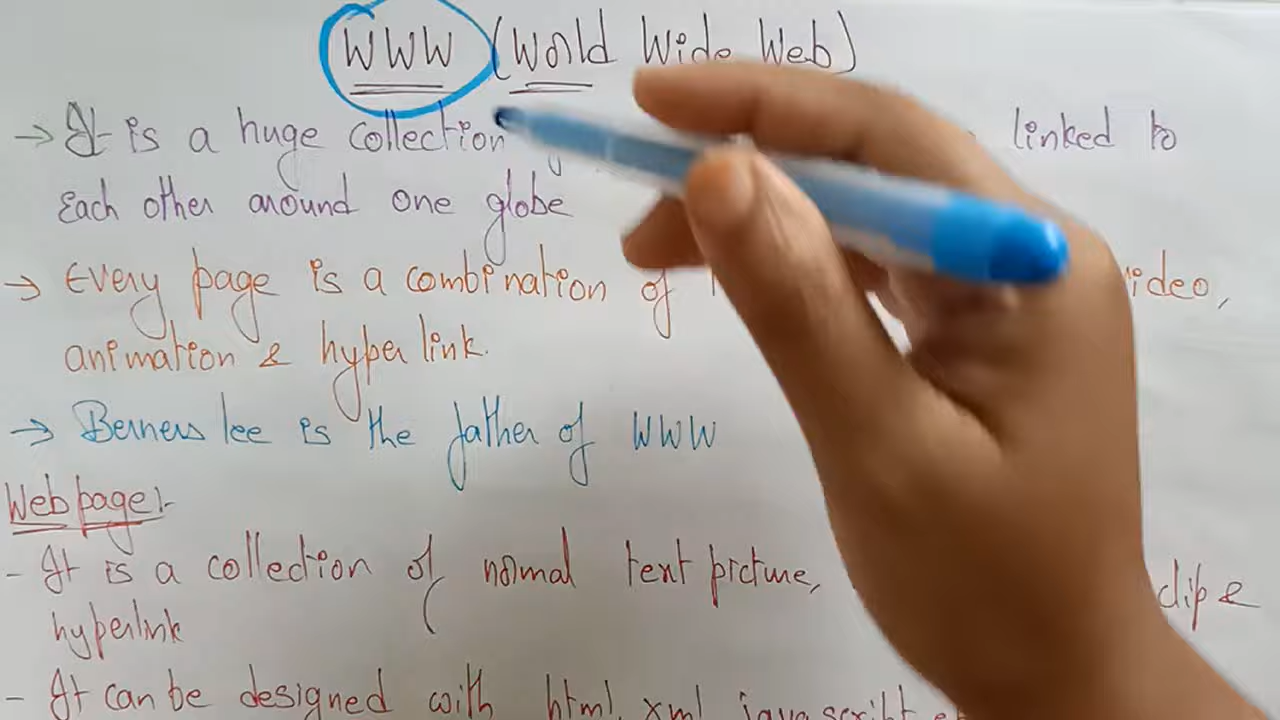 WWW (World Wide Web)
→ It is a huge collection linked to
Each other around one globe
→ Every page is a combination of video,
animation & hyperlink.
→ Berners lee is the father of WWW
Webpage:-
- It is a collection of normal text picture, clip &
hyperlink
- It can be designed with html, xml, javascript